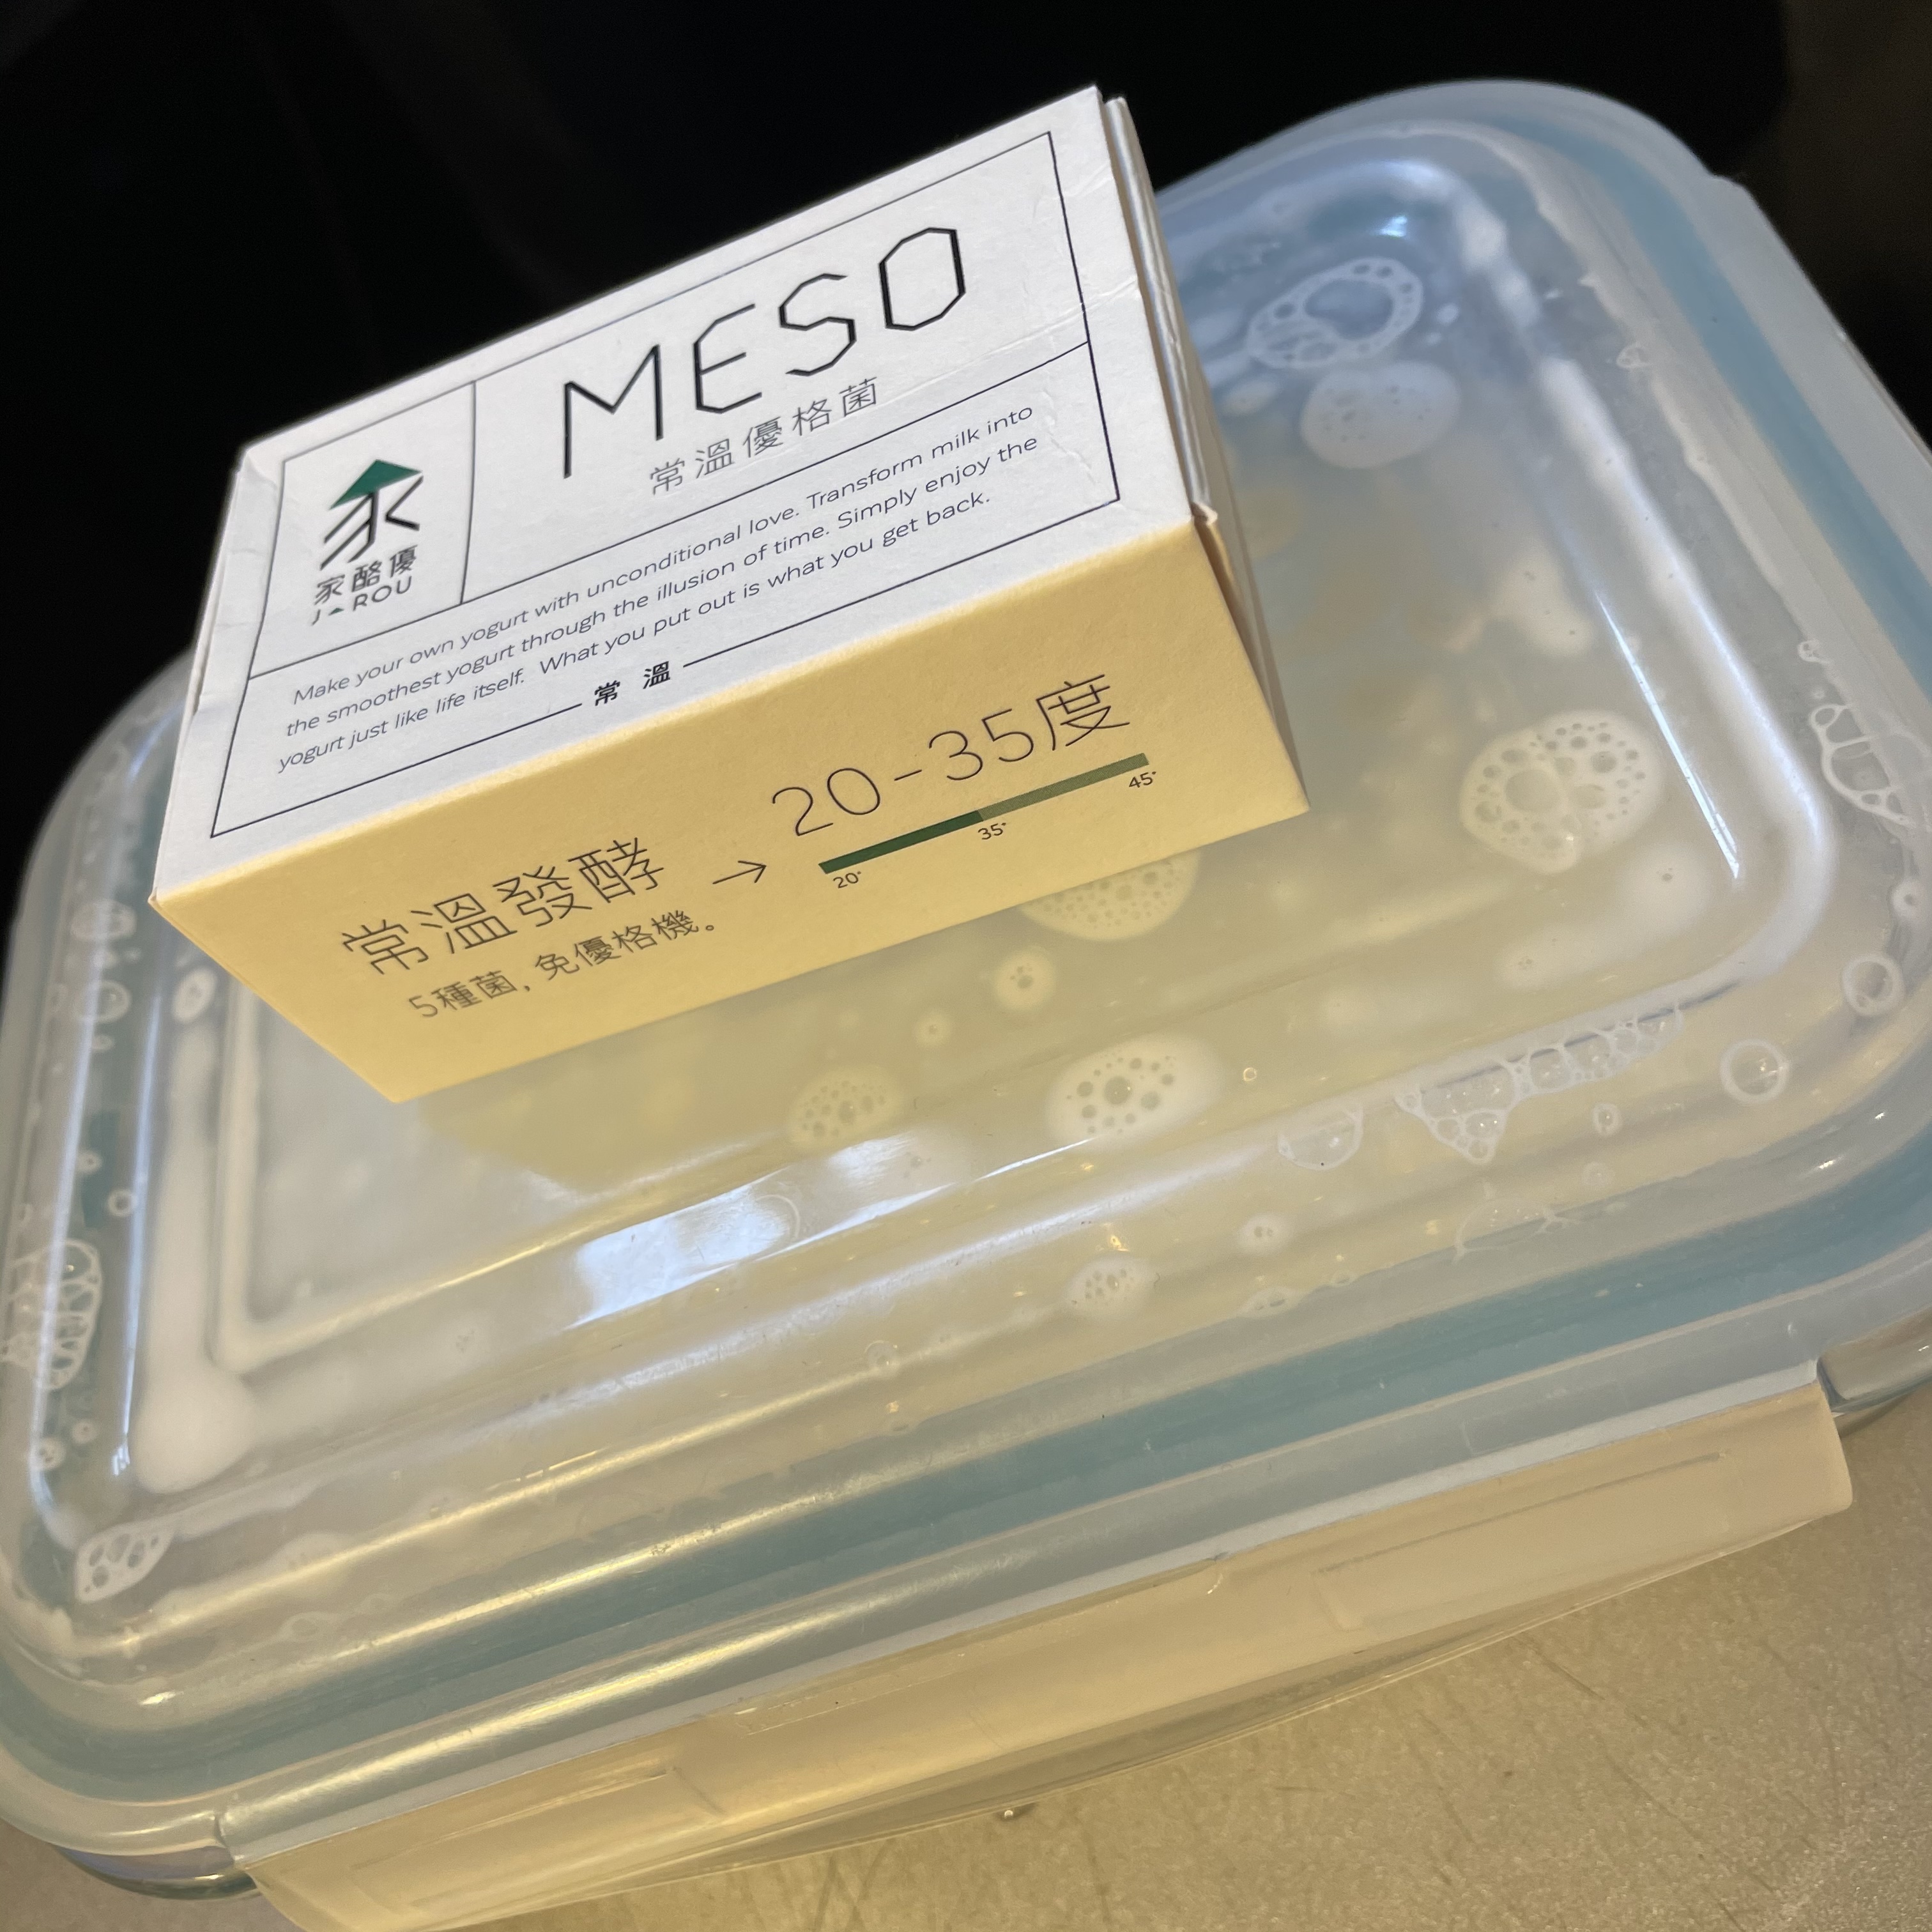 MESO
常溫優格菌
家酪優
JAROU
Make your own yogurt with unconditional love. Transform milk into
the smoothest yogurt through the illusion of time. Simply enjoy the
yogurt just like life itself. What you put out is what you get back.
常溫
常溫發酵 → 20-35度
5種菌, 免優格機。
20° 35° 45°